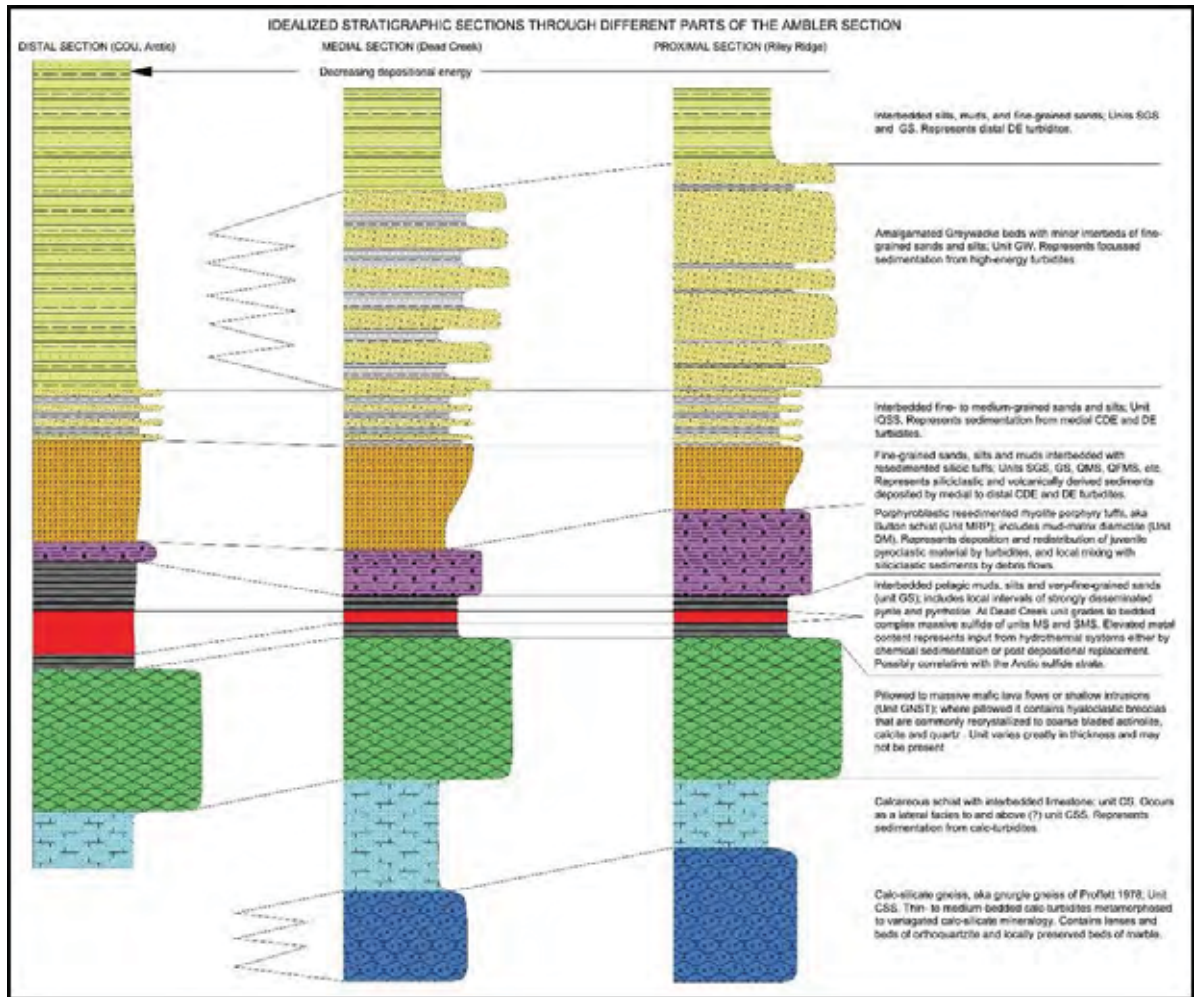 IDEALIZED STRATIGRAPHIC SECTIONS THROUGH DIFFERENT PARTS OF THE AMBLER SECTION
DISTAL SECTION (COU, Arctic)
MEDIAL SECTION (Dead Creek)
PROXIMAL SECTION (Riley Ridge)
Decreasing depositional energy
Interbedded silts, muds, and fine-grained sands; Units SGS
and GS. Represents distal DE turbidites.
Amalgamated Greywacke beds with minor interbeds of fine-
grained sands and silts; Unit GW. Represents focussed
sedimentation from high-energy turbidites
Interbedded fine- to medium-grained sands and silts; Unit
IQSS. Represents sedimentation from medial CDE and DE
turbidites.
Fine-grained sands, silts and muds interbedded with
resedimented silicic tuffs; Units SGS, GS, QMS, QFMS, etc.
Represents siliciclastic and volcanically derived sediments
deposited by medial to distal CDE and DE turbidites.
Porphyroblastic resedimented rhyolite porphyry tuffs, aka
Button schist (Unit MRP); includes mud-matrix diamictite (Unit
DM). Represents deposition and redistribution of juvenile
pyroclastic material by turbidites, and local mixing with
siliciclastic sediments by debris flows.
Interbedded pelagic muds, silts and very-fine-grained sands
(unit GS); includes local intervals of strongly disseminated
pyrite and pyrrhotite. At Dead Creek unit grades to bedded
complex massive sulfide of units MS and SMS. Elevated metal
content represents input from hydrothermal systems either by
chemical sedimentation or post depositional replacement.
Possibly correlative with the Arctic sulfide strata.
Pillowed to massive mafic lava flows or shallow intrusions
(Unit GNST); where pillowed it contains hyaloclastic breccias
that are commonly recrystallized to coarse bladed actinolite,
calcite and quartz . Unit varies greatly in thickness and may
not be present
Calcareous schist with interbedded limestone; unit CS. Occurs
as a lateral facies to and above (?) unit CSS. Represents
sedimentation from calc-turbidites.
Calc-silicate gneiss, aka gnurgle gneiss of Proffett 1978; Unit
CSS. Thin- to medium-bedded calc turbidites metamorphosed
to variagated calc-silicate mineralogy. Contains lenses and
beds of orthoquartzite and locally preserved beds of marble.